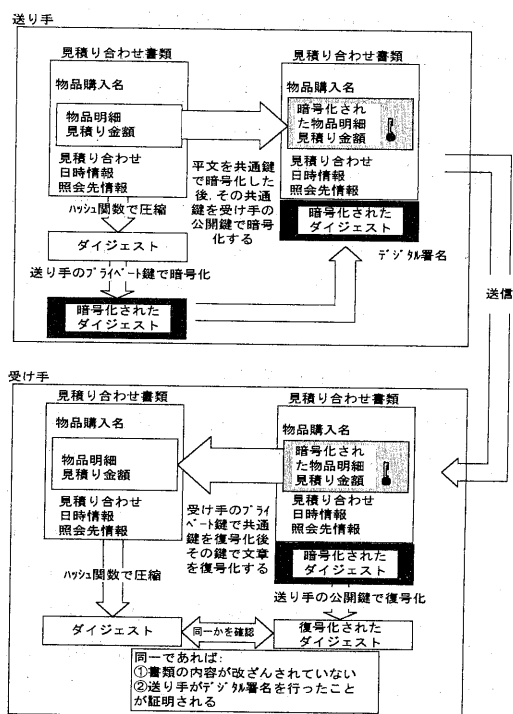 送り手
見積り合わせ書類
物品購入名
物品明細
見積り金額
見積り合わせ
日時情報
照会先情報
ハッシュ関数で圧縮
ダイジェスト
送り手のプライベート鍵で暗号化
暗号化された
ダイジェスト
平文を共通鍵
で暗号化した
後,その共通
鍵を受け手の
公開鍵で暗号
化する
見積り合わせ書類
物品購入名
暗号化され
た物品明細
見積り金額
見積り合わせ
日時情報
照会先情報
暗号化された
ダイジェスト
デジタル署名
送信
受け手
見積り合わせ書類
物品購入名
物品明細
見積り金額
見積り合わせ
日時情報
照会先情報
ハッシュ関数で圧縮
ダイジェスト
受け手のプライ
ベート鍵で共通
鍵を復号化後
その鍵で文章
を復号化する
見積り合わせ書類
物品購入名
暗号化され
た物品明細
見積り金額
見積り合わせ
日時情報
照会先情報
暗号化された
ダイジェスト
送り手の公開鍵で復号化
同一かを確認
復号化された
ダイジェスト
同一であれば:
①書類の内容が改ざんされていない
②送り手がデジタル署名を行ったこと
が証明される